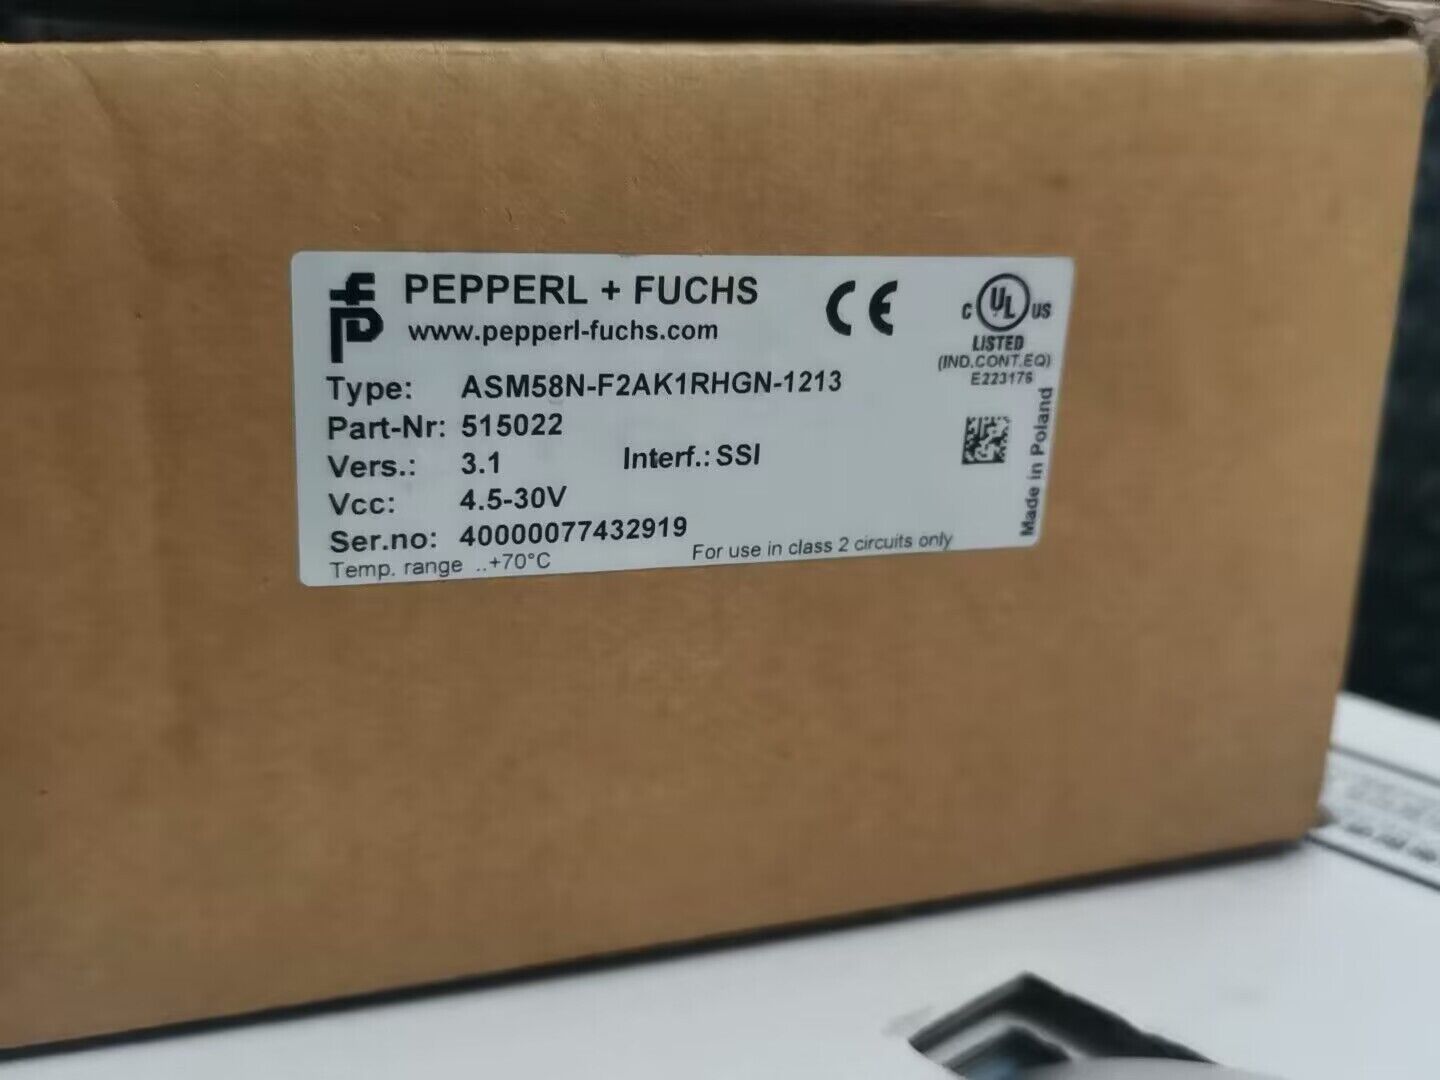 PEPPERL + FUCHS
www.pepperl-fuchs.com
CE
C UL US
LISTED
(IND.CONT.EQ)
E223176
Type: ASM58N-F2AK1RHGN-1213
Part-Nr: 515022
Vers.: 3.1 Interf.: SSI
Vcc: 4.5-30V
Ser.no: 40000077432919
Temp. range ..+70°C For use in class 2 circuits only
Made in Poland